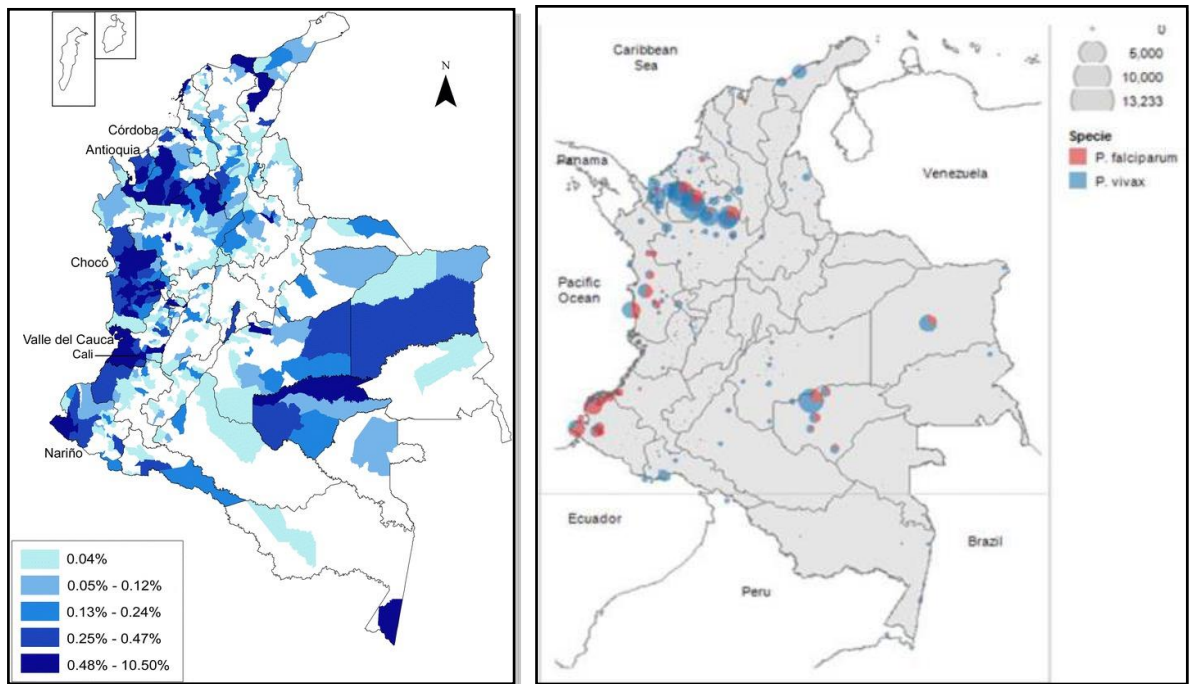 N
Córdoba
Antioquia
Chocó
Valle del Cauca
Cali
Nariño
0.04%
0.05% - 0.12%
0.13% - 0.24%
0.25% - 0.47%
0.48% - 10.50%
Caribbean
Sea
Panama
Venezuela
Pacific
Ocean
Ecuador
Peru
Brazil
0
5,000
10,000
13,233
Specie
P. falciparum
P. vivax